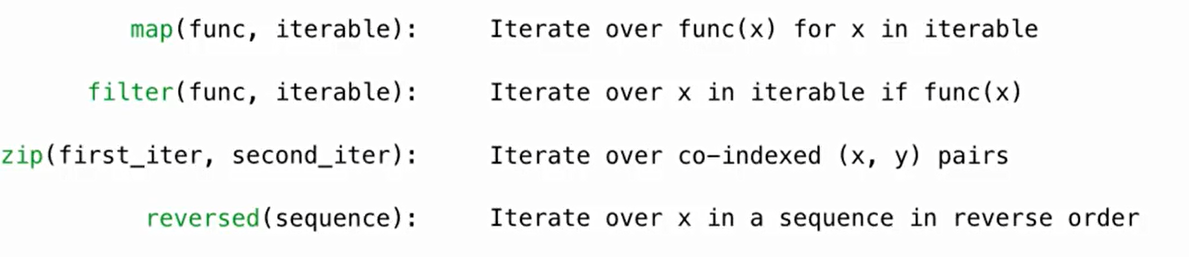 map(func, iterable): Iterate over func(x) for x in iterable
filter(func, iterable): Iterate over x in iterable if func(x)
zip(first_iter, second_iter): Iterate over co-indexed (x, y) pairs
reversed(sequence): Iterate over x in a sequence in reverse order